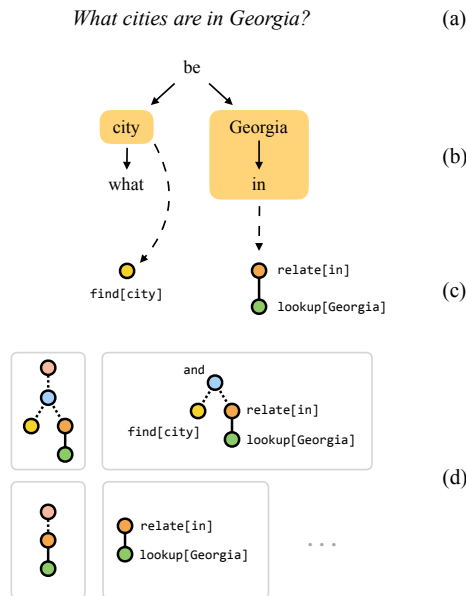 What cities are in Georgia?
(a)
be
city
Georgia
(b)
what
in
relate[in]
find[city]
(c)
lookup[Georgia]
and
relate[in]
find[city]
lookup[Georgia]
(d)
relate[in]
lookup[Georgia]
...